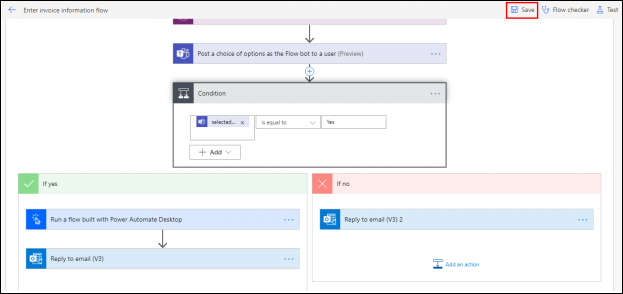 Enter invoice information flow
Save
Flow checker
Test
Post a choice of options as the Flow bot to a user (Preview)
Condition
selected...
is equal to
Yes
Add
If yes
If no
Run a flow built with Power Automate Desktop
Reply to email (V3) 2
Reply to email (V3)
Add an action